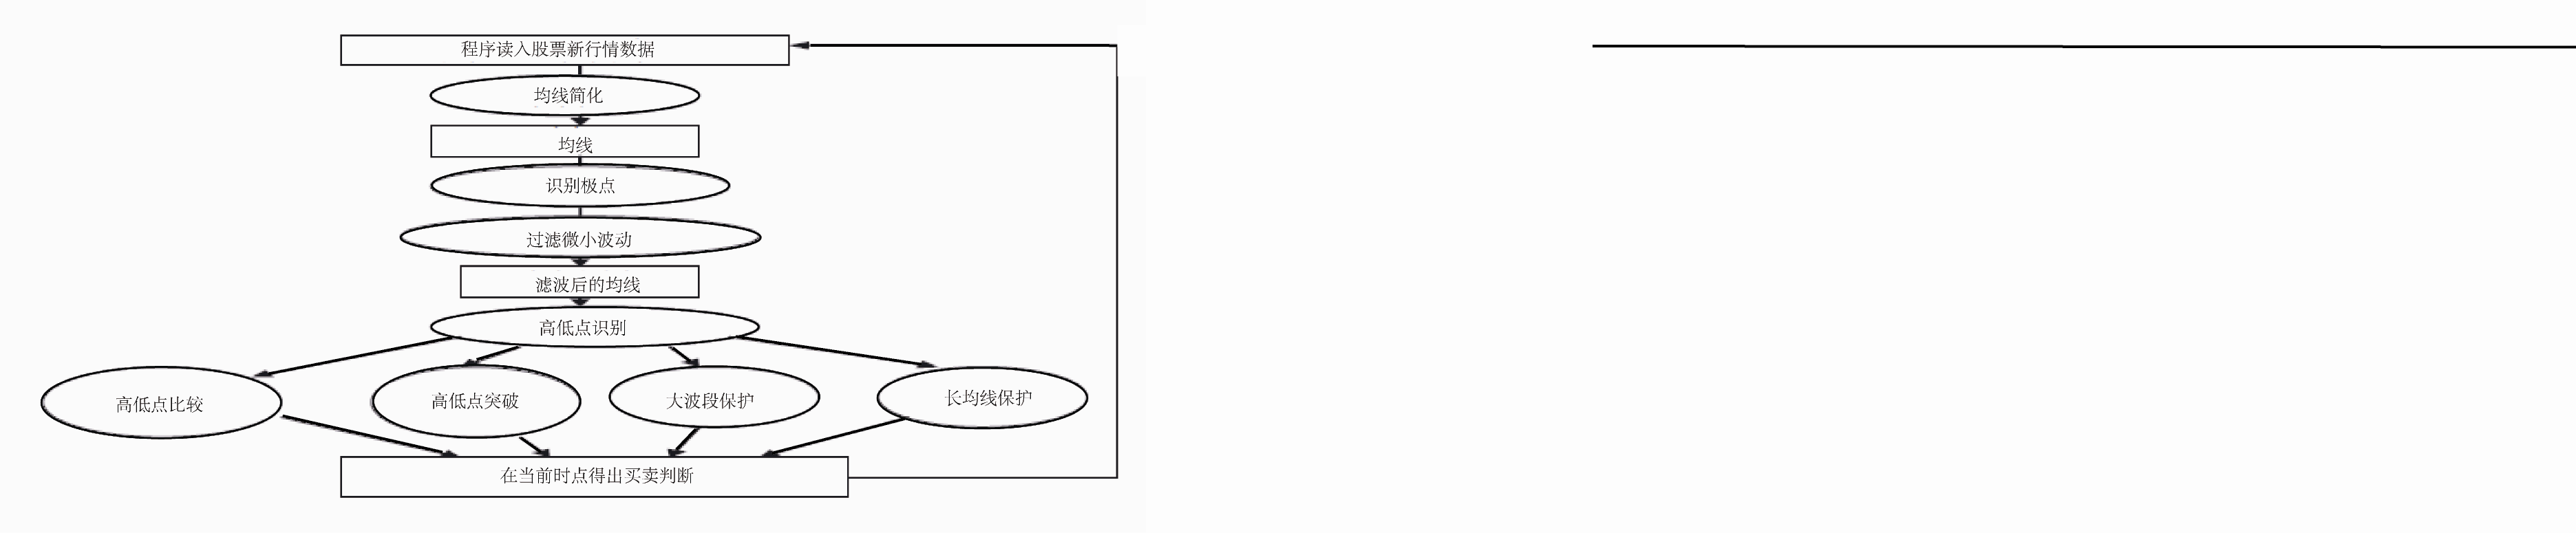 程序读入股票新行情数据
均线简化
均线
识别极点
过滤微小波动
滤波后的均线
高低点识别
高低点比较
高低点突破
大波段保护
长均线保护
在当前时点得出买卖判断